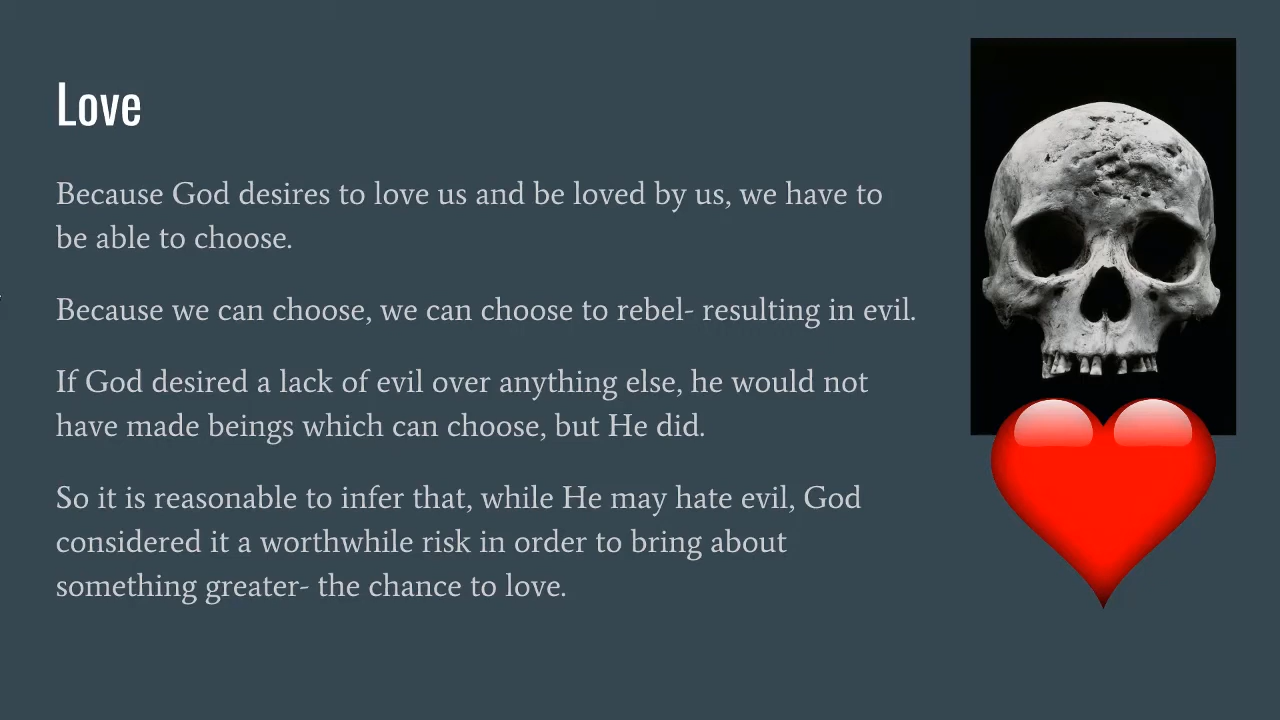 Love
Because God desires to love us and be loved by us, we have to
be able to choose.
Because we can choose, we can choose to rebel- resulting in evil.
If God desired a lack of evil over anything else, he would not
have made beings which can choose, but He did.
So it is reasonable to infer that, while He may hate evil, God
considered it a worthwhile risk in order to bring about
something greater- the chance to love.